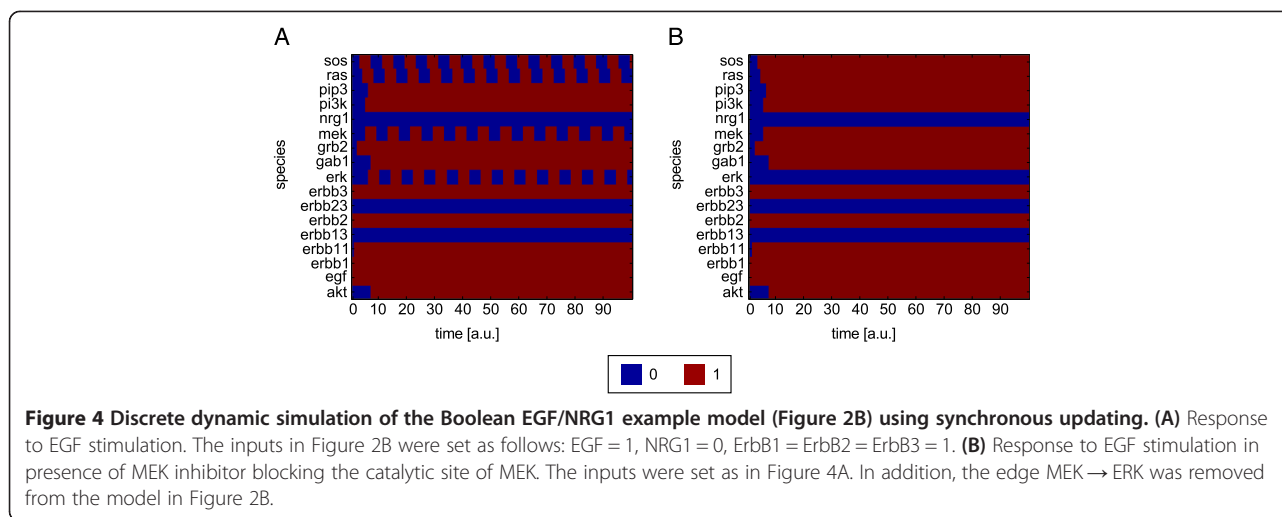 A
B
sos
ras
pip3
pi3k
nrg1
mek
grb2
gab1
erk
erbb3
erbb23
erbb2
erbb13
erbb11
erbb1
egf
akt
species
0 10 20 30 40 50 60 70 80 90
time [a.u.]
sos
ras
pip3
pi3k
nrg1
mek
grb2
gab1
erk
erbb3
erbb23
erbb2
erbb13
erbb11
erbb1
egf
akt
species
0 10 20 30 40 50 60 70 80 90
time [a.u.]
0 1
Figure 4 Discrete dynamic simulation of the Boolean EGF/NRG1 example model (Figure 2B) using synchronous updating. (A) Response
to EGF stimulation. The inputs in Figure 2B were set as follows: EGF = 1, NRG1 = 0, ErbB1 = ErbB2 = ErbB3 = 1. (B) Response to EGF stimulation in
presence of MEK inhibitor blocking the catalytic site of MEK. The inputs were set as in Figure 4A. In addition, the edge MEK → ERK was removed
from the model in Figure 2B.